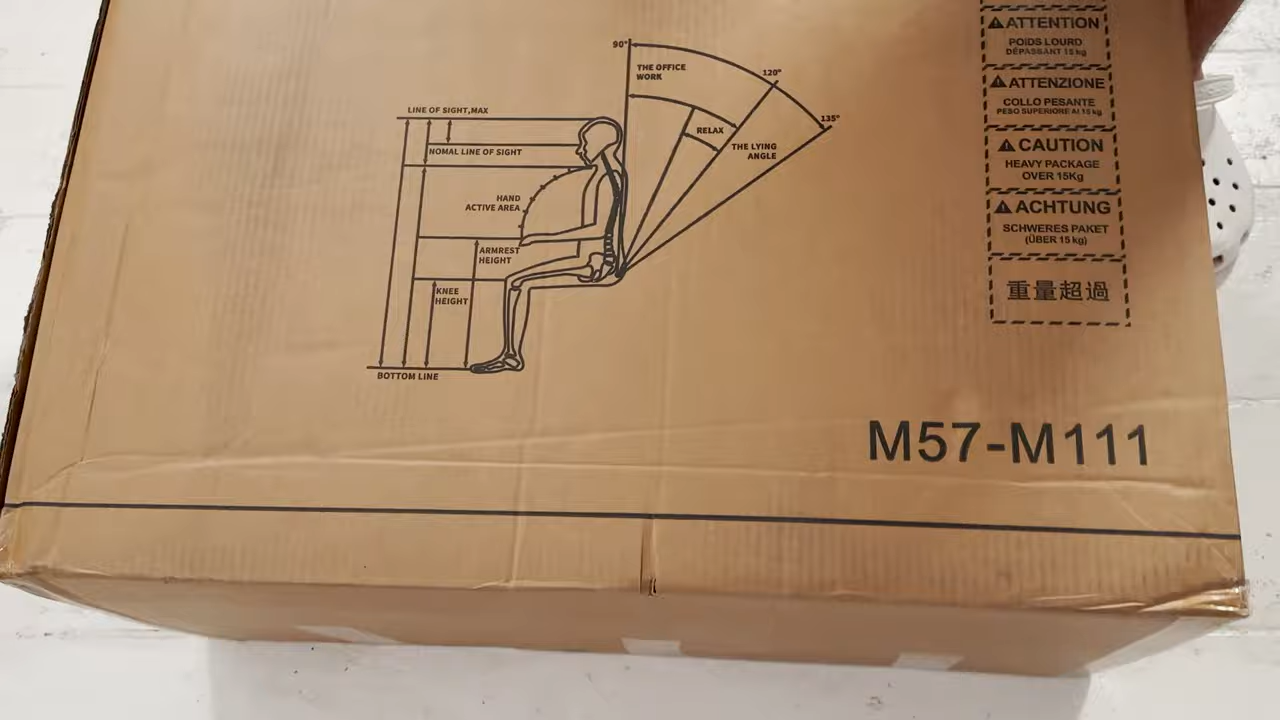 90°
THE OFFICE
WORK
120°
RELAX
THE LYING
ANGLE
135°
LINE OF SIGHT,MAX
NOMAL LINE OF SIGHT
HAND
ACTIVE AREA
ARMREST
HEIGHT
KNEE
HEIGHT
BOTTOM LINE
ATTENTION
POIDS LOURD
DÉPASSANT 15 kg
ATTENZIONE
COLLO PESANTE
PESO SUPERIORE AI 15 kg
CAUTION
HEAVY PACKAGE
OVER 15Kg
ACHTUNG
SCHWERES PAKET
(ÜBER 15 kg)
重量超過
M57-M111